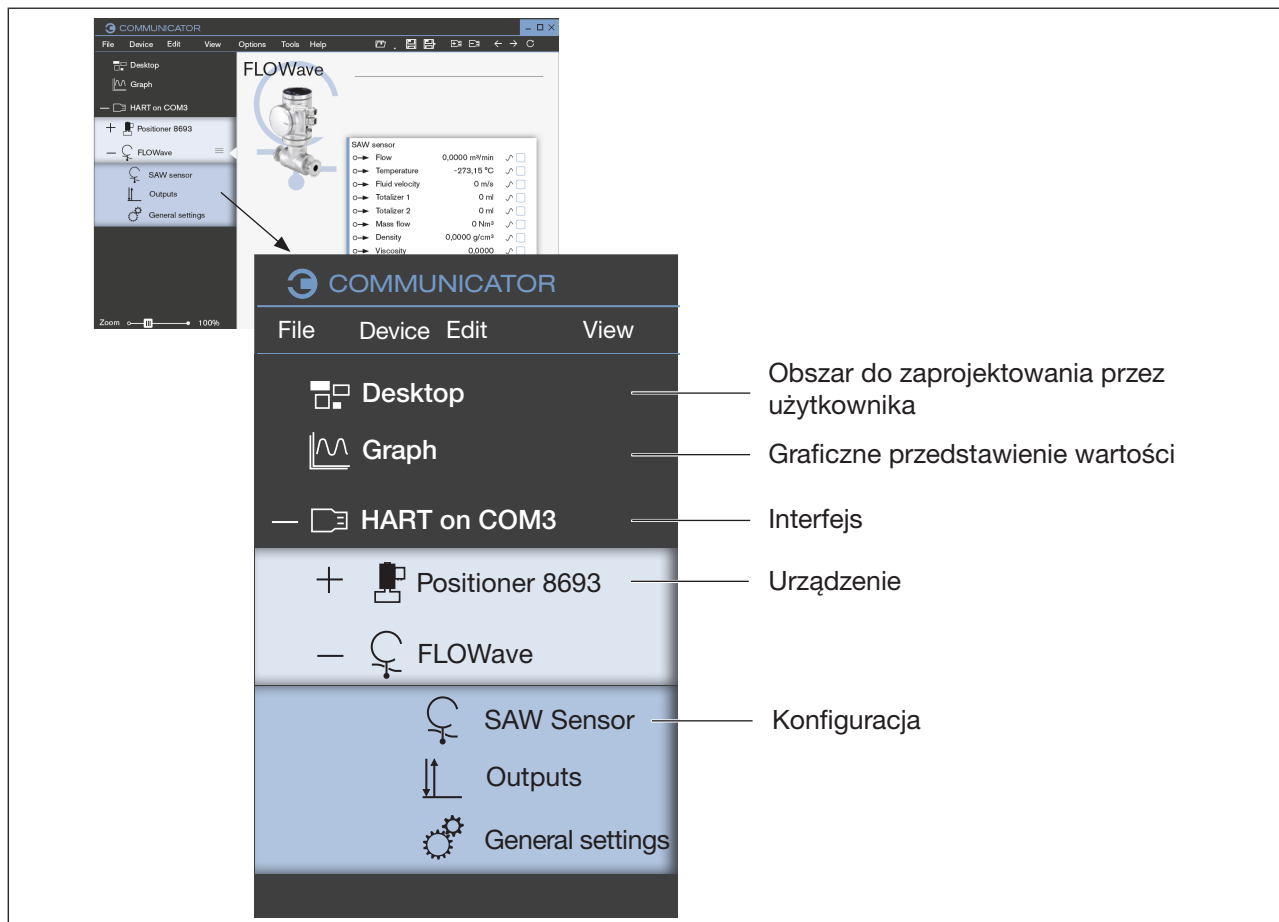 COMMUNICATOR
File Device Edit View Options Tools Help
Desktop
Graph
HART on COM3
Positioner 8693
FLOWave
SAW sensor
Outputs
General settings
Zoom 100%
FLOWave
SAW sensor
Flow 0,0000 m³/min
Temperature -273,15 °C
Fluid velocity 0 m/s
Totalizer 1 0 ml
Totalizer 2 0 ml
Mass flow 0 Nm³
Density 0,0000 g/cm³
Viscosity 0,0000
COMMUNICATOR
File Device Edit View
Desktop
Obszar do zaprojektowania przez
użytkownika
Graph
Graficzne przedstawienie wartości
HART on COM3
Interfejs
Positioner 8693
Urządzenie
FLOWave
SAW Sensor
Konfiguracja
Outputs
General settings